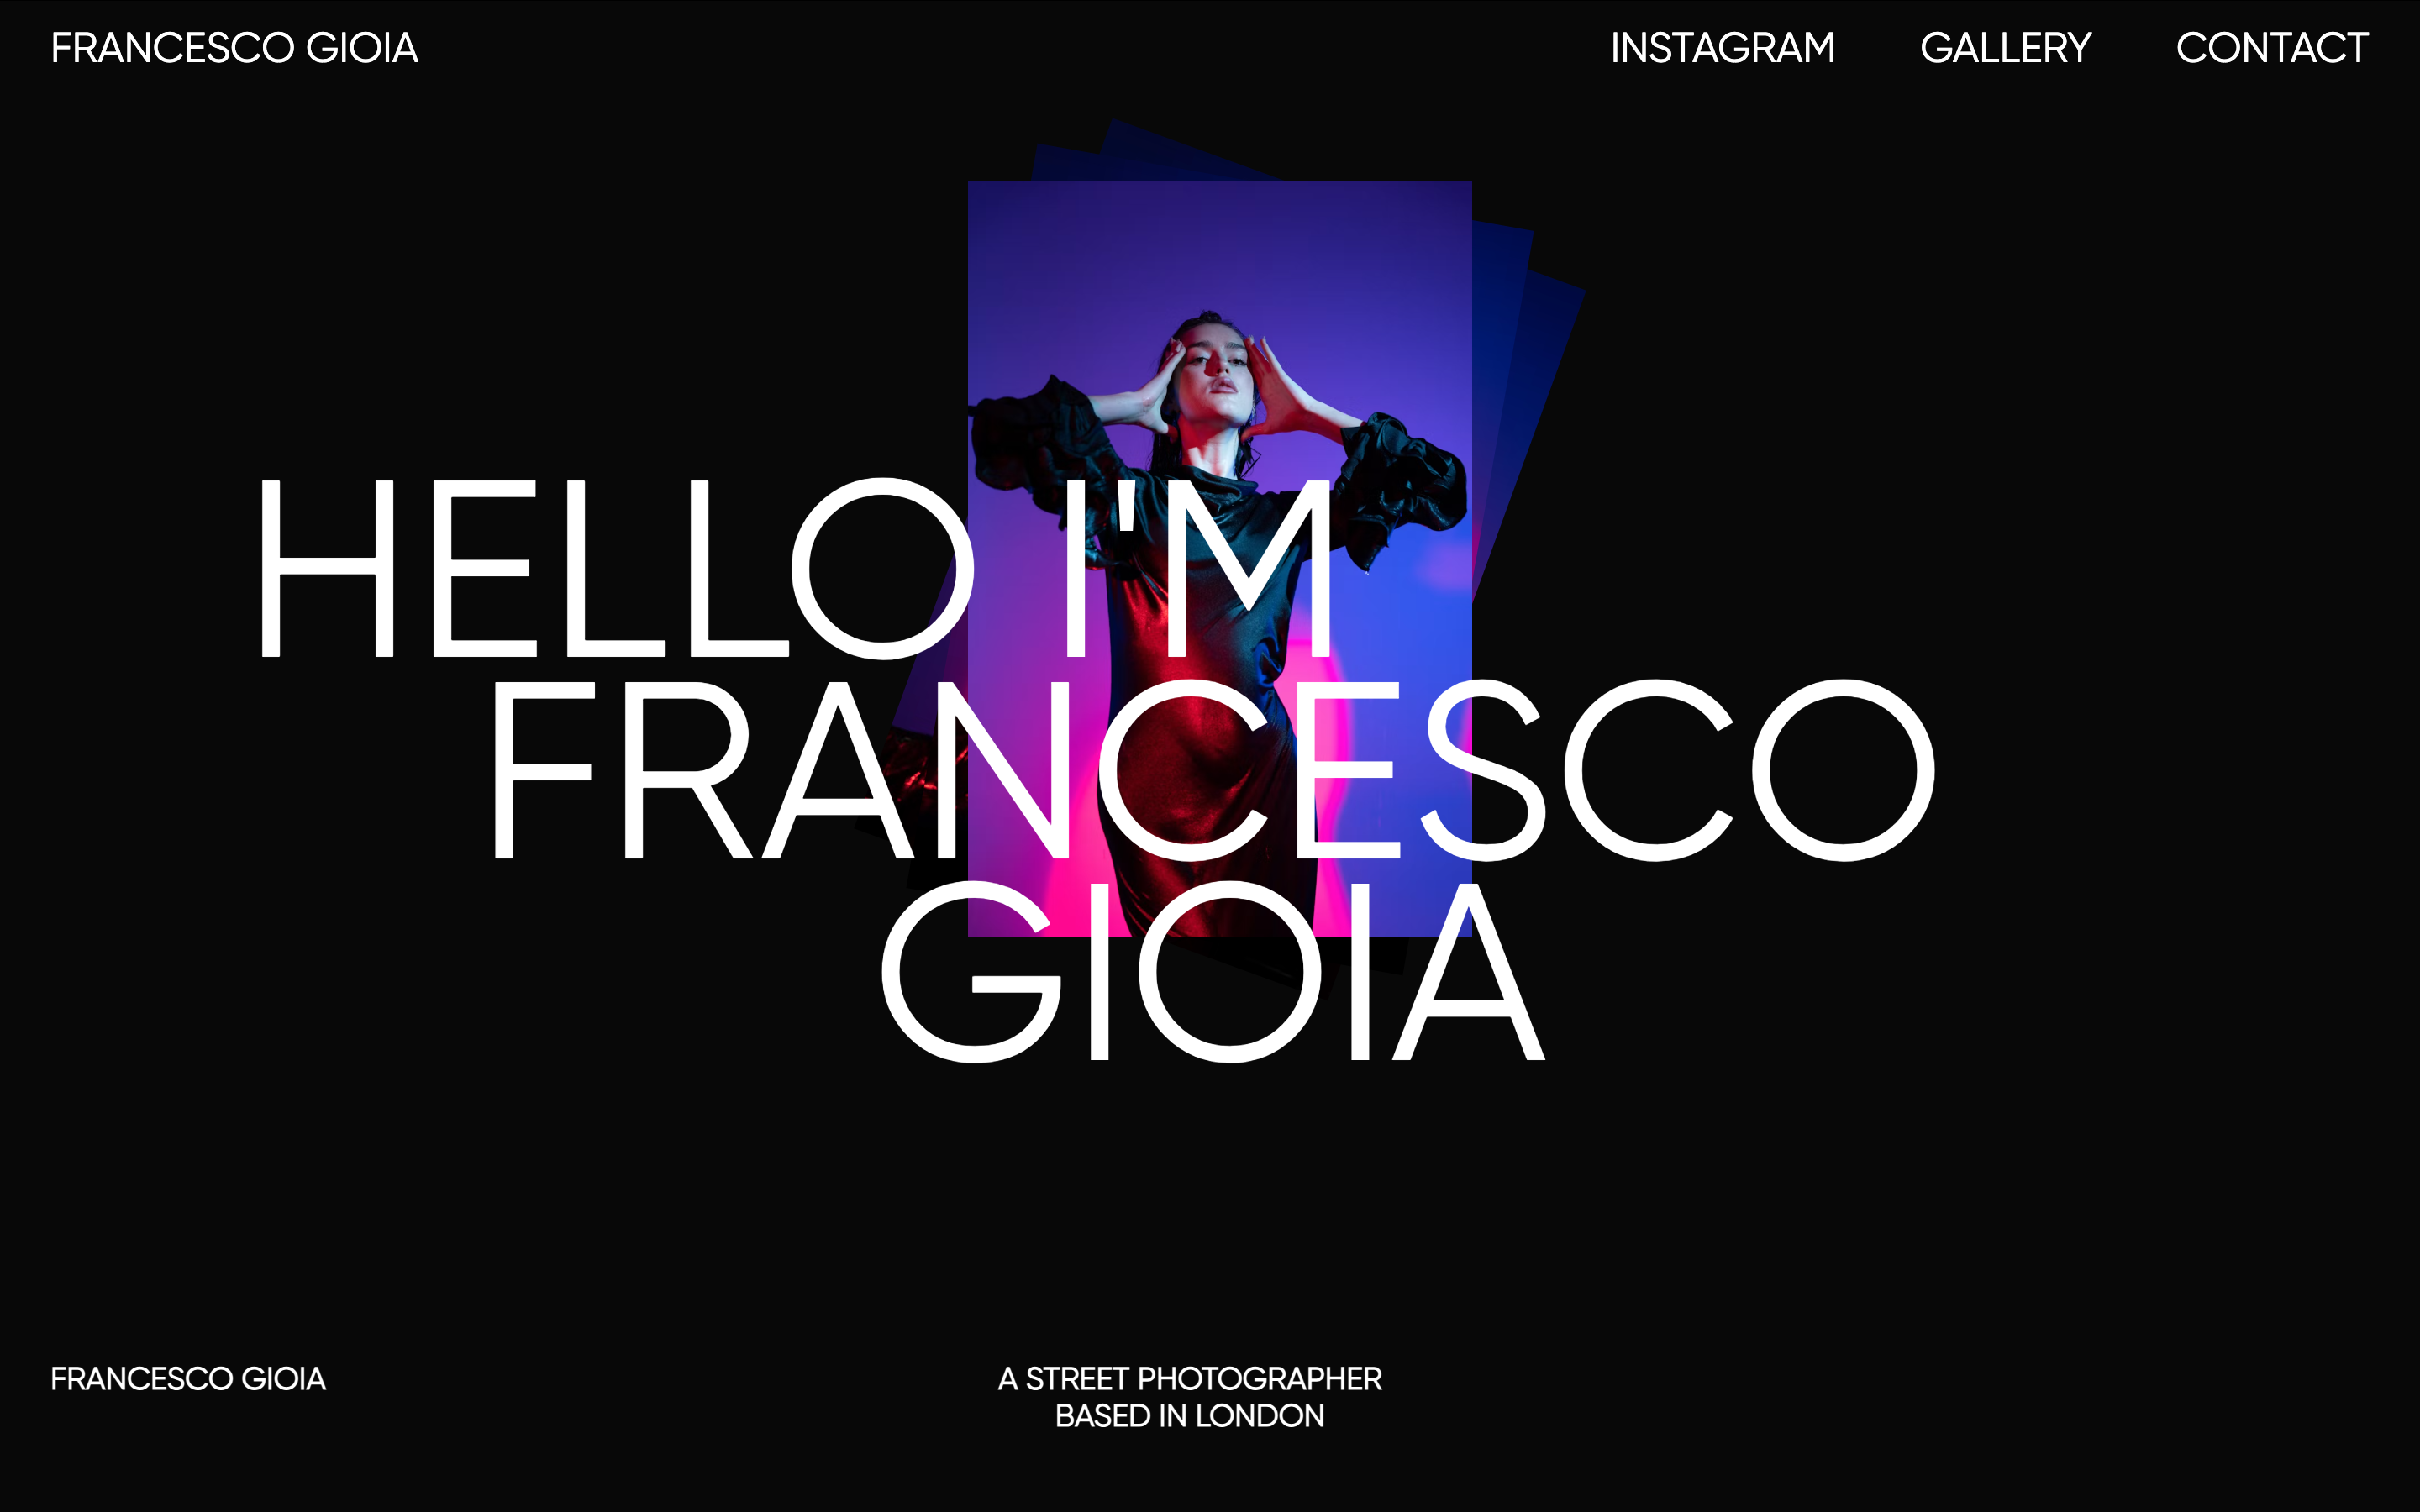 FRANCESCO GIOIA
INSTAGRAM
GALLERY
CONTACT
HELLO I'M
FRANCESCO
GIOIA
FRANCESCO GIOIA
A STREET PHOTOGRAPHER
BASED IN LONDON